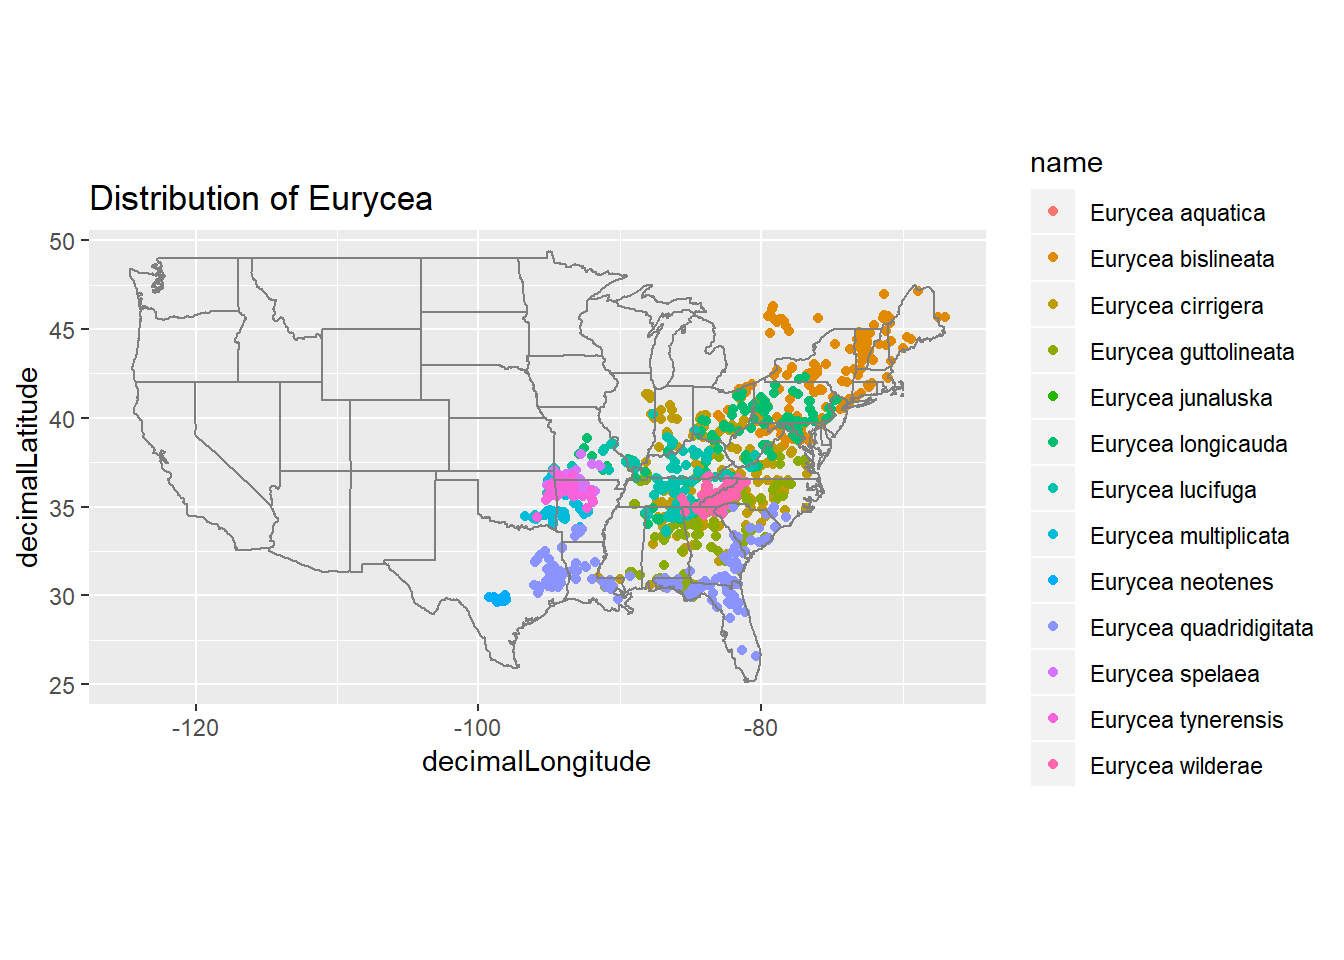 Distribution of Eurycea
50
45
40
35
30
25
-120
-100
-80
decimalLongitude
decimalLatitude
name
Eurycea aquatica
Eurycea bislineata
Eurycea cirrigera
Eurycea guttolineata
Eurycea junaluska
Eurycea longicauda
Eurycea lucifuga
Eurycea multiplicata
Eurycea neotenes
Eurycea quadridigitata
Eurycea spelaea
Eurycea tynerensis
Eurycea wilderae